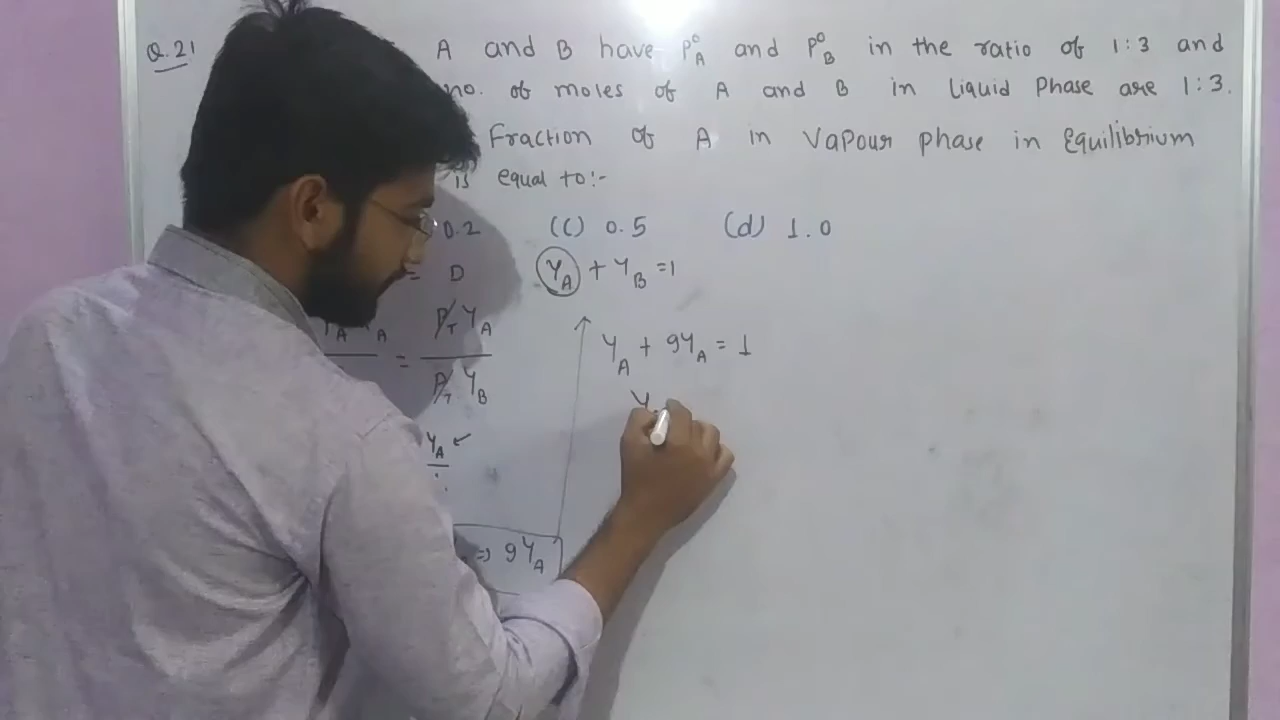 Q.21 A and B have P°A and P°B in the ratio of 1:3 and
no. of moles of A and B in Liquid Phase are 1:3.
Fraction of A in Vapour phase in Equilibrium
is equal to:-
0.2 (C) 0.5 (d) 1.0
= D YA + YB = 1
A = PT YA
PT YB
YA + 9YA = 1
Y
YA ✓
=> 9YA